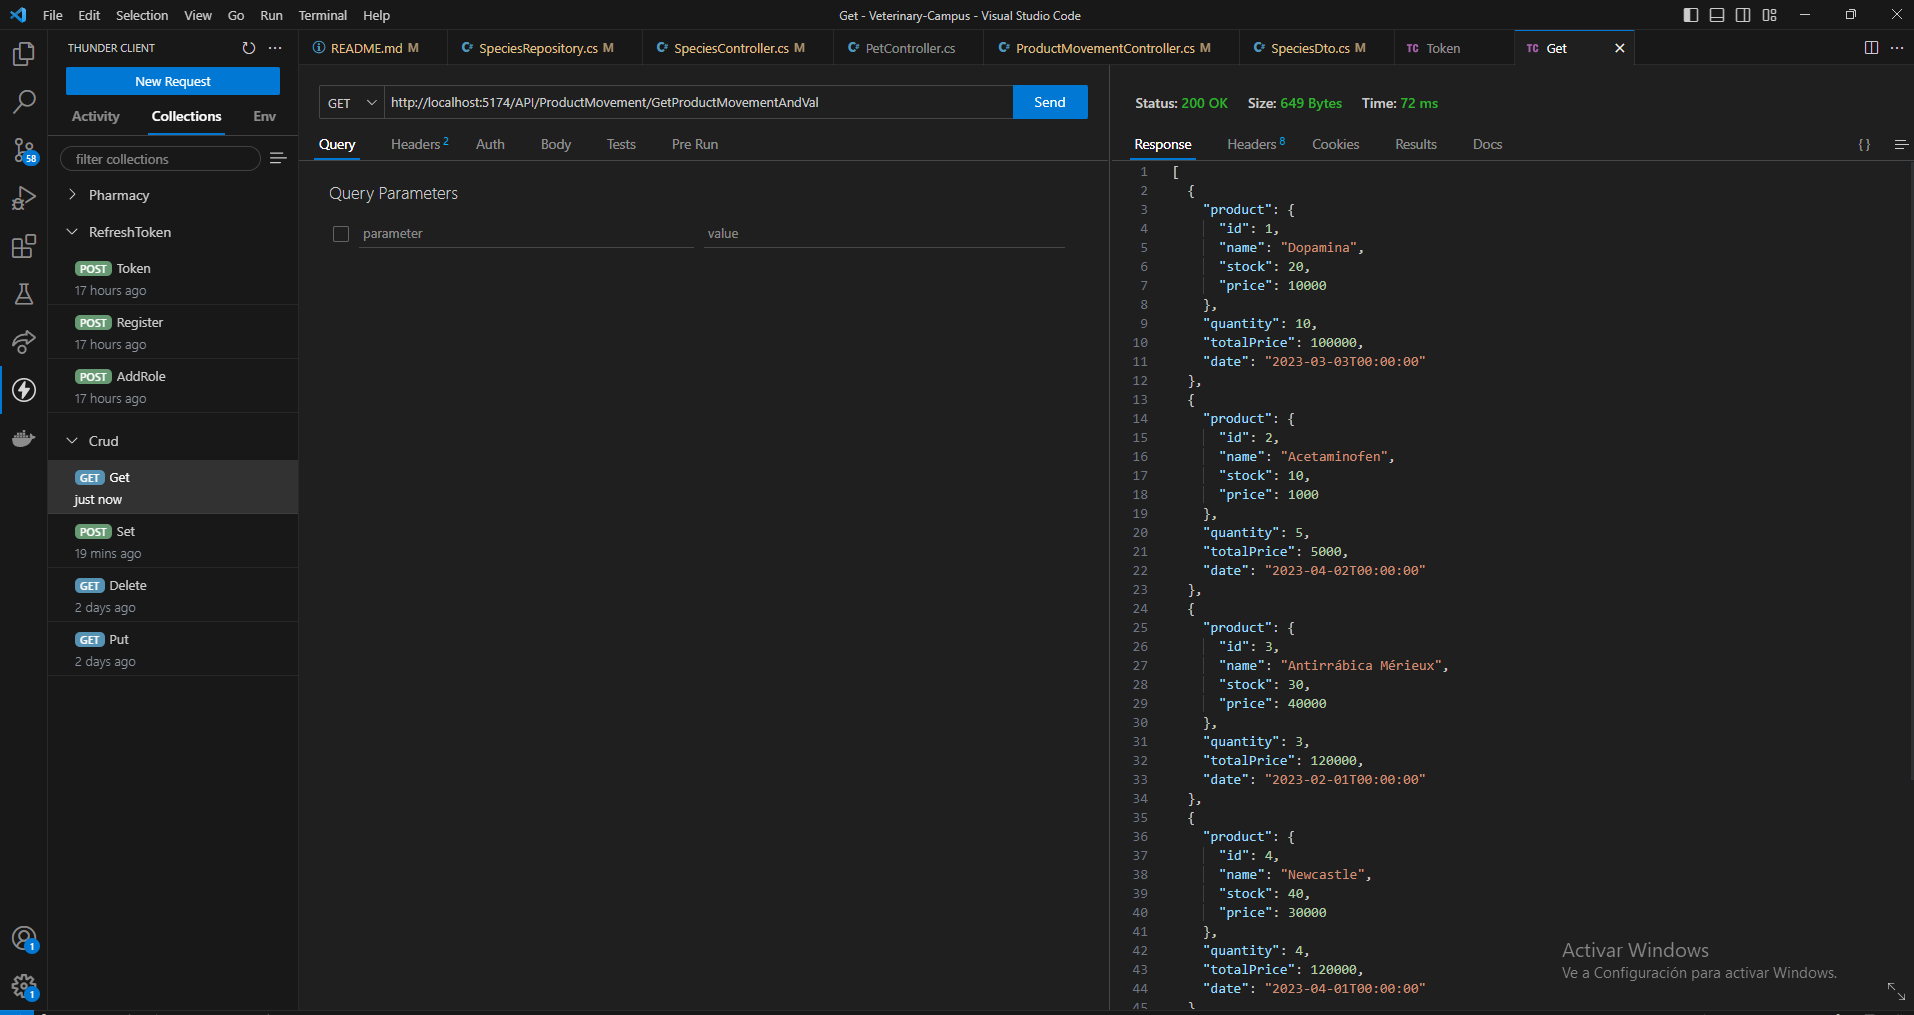 File Edit Selection View Go Run Terminal Help
Get - Veterinary-Campus - Visual Studio Code
THUNDER CLIENT
New Request
Activity Collections Env
filter collections
Pharmacy
RefreshToken
POST Token
17 hours ago
POST Register
17 hours ago
POST AddRole
17 hours ago
Crud
GET Get
just now
POST Set
19 mins ago
GET Delete
2 days ago
GET Put
2 days ago
58
1
1
README.md M SpeciesRepository.cs M SpeciesController.cs M PetController.cs ProductMovementController.cs M SpeciesDto.cs M TC Token TC Get
GET http://localhost:5174/API/ProductMovement/GetProductMovementAndVal Send
Query Headers 2 Auth Body Tests Pre Run
Query Parameters
parameter value
Status: 200 OK Size: 649 Bytes Time: 72 ms
Response Headers 8 Cookies Results Docs {}
1 [
2 {
3 "product": {
4 "id": 1,
5 "name": "Dopamina",
6 "stock": 20,
7 "price": 10000
8 },
9 "quantity": 10,
10 "totalPrice": 100000,
11 "date": "2023-03-03T00:00:00"
12 },
13 {
14 "product": {
15 "id": 2,
16 "name": "Acetaminofen",
17 "stock": 10,
18 "price": 1000
19 },
20 "quantity": 5,
21 "totalPrice": 5000,
22 "date": "2023-04-02T00:00:00"
23 },
24 {
25 "product": {
26 "id": 3,
27 "name": "Antirrábica Mérieux",
28 "stock": 30,
29 "price": 40000
30 },
31 "quantity": 3,
32 "totalPrice": 120000,
33 "date": "2023-02-01T00:00:00"
34 },
35 {
36 "product": {
37 "id": 4,
38 "name": "Newcastle",
39 "stock": 40,
40 "price": 30000
41 },
42 "quantity": 4,
43 "totalPrice": 120000,
44 "date": "2023-04-01T00:00:00"
45 }
Activar Windows
Ve a Configuración para activar Windows.